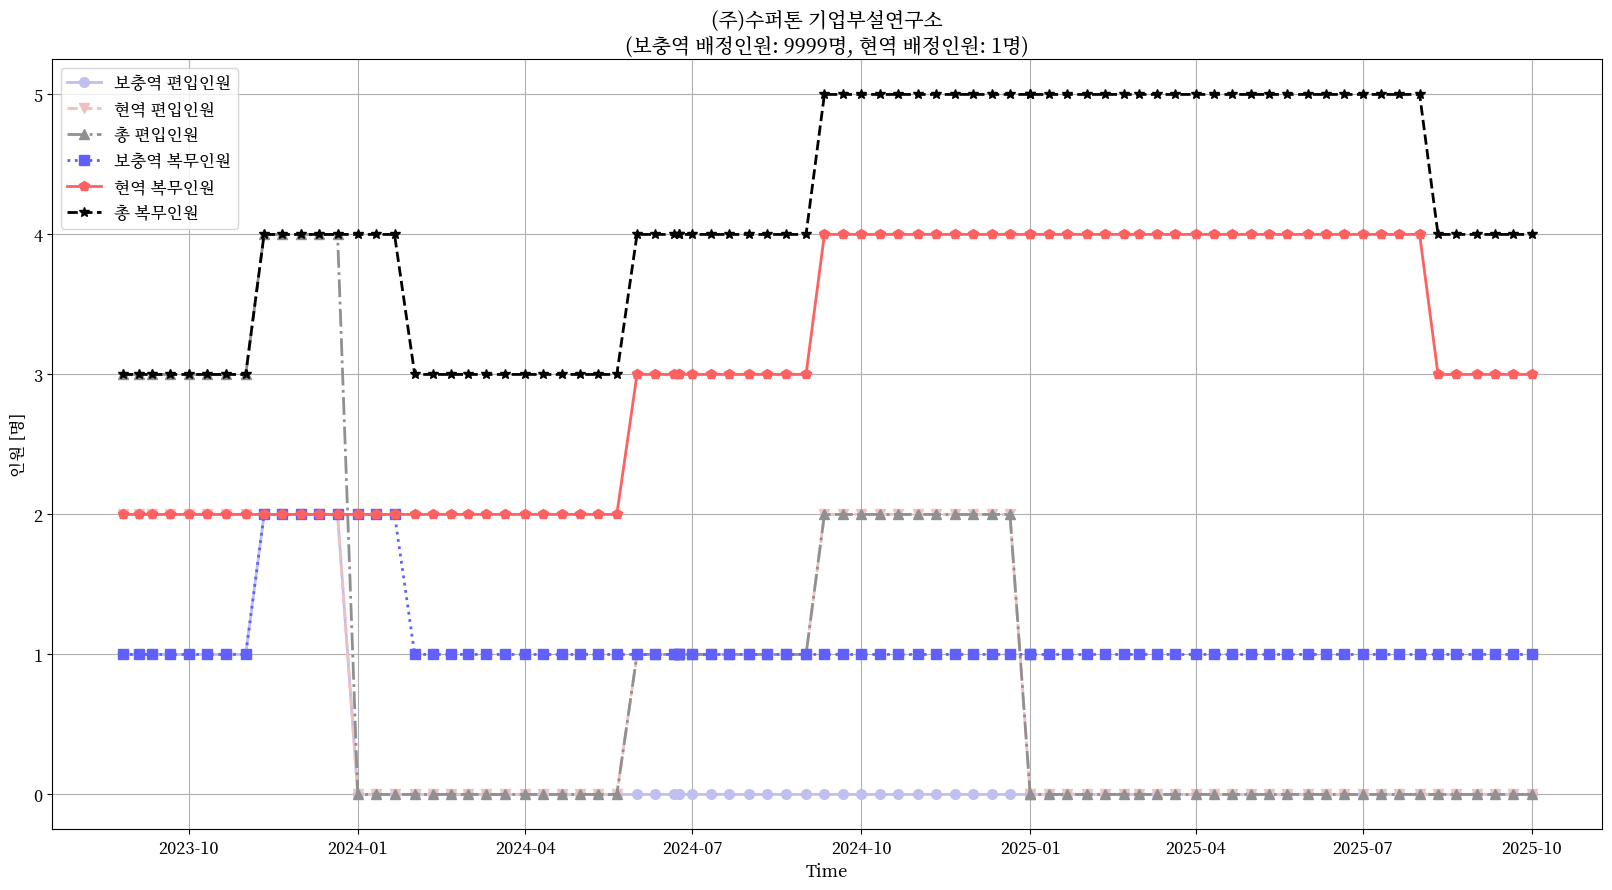 (주)수퍼톤 기업부설연구소
(보충역 배정인원: 9999명, 현역 배정인원: 1명)
보충역 편입인원
현역 편입인원
총 편입인원
보충역 복무인원
현역 복무인원
총 복무인원
인원 [명]
5
4
3
2
1
0
2023-10 2024-01 2024-04 2024-07 2024-10 2025-01 2025-04 2025-07 2025-10
Time